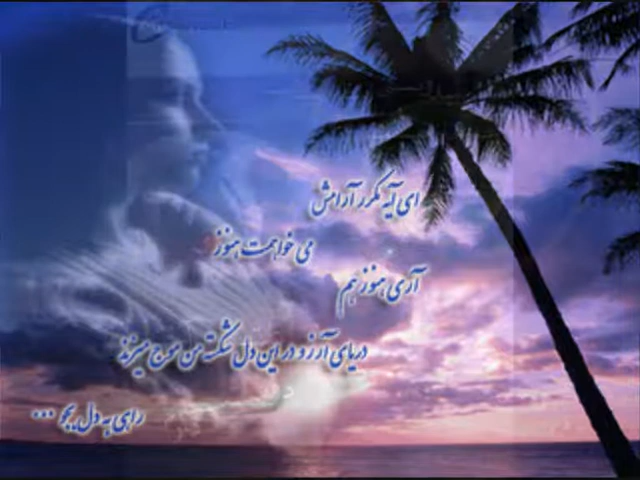 ای آیه مکرر آرامش
می خواهمت هنوز
آری هنوز هم
دریای آرزو در این دل شکسته من موج میزند
راهی به دل بجو ...